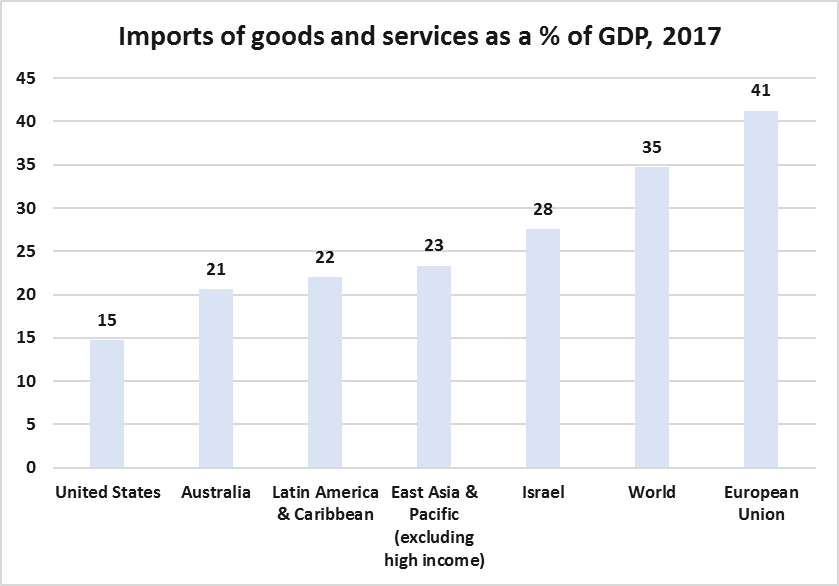 Imports of goods and services as a % of GDP, 2017
45
40
35
30
25
20
15
10
5
0
15
21
22
23
28
35
41
United States
Australia
Latin America
& Caribbean
East Asia &
Pacific
(excluding
high income)
Israel
World
European
Union